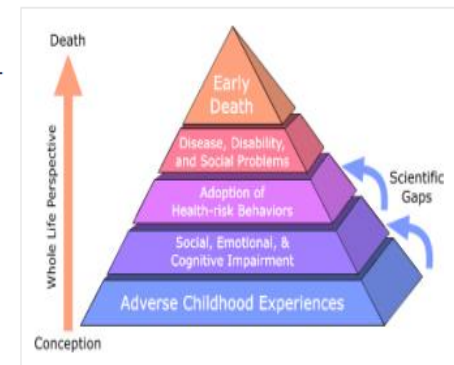 Death
Whole Life Perspective
Conception
Early
Death
Disease, Disability,
and Social Problems
Adoption of
Health-risk Behaviors
Social, Emotional, &
Cognitive Impairment
Adverse Childhood Experiences
Scientific
Gaps